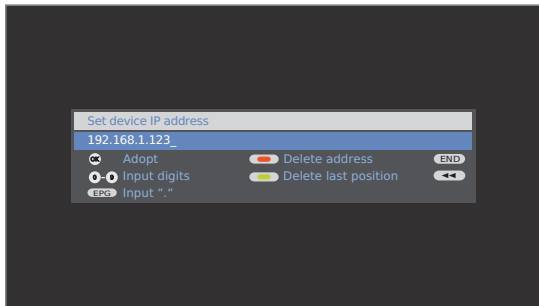 Set device IP address
192.168.1.123_
OK Adopt Delete address END
0-9 Input digits Delete last position ◄◄
EPG Input “.“